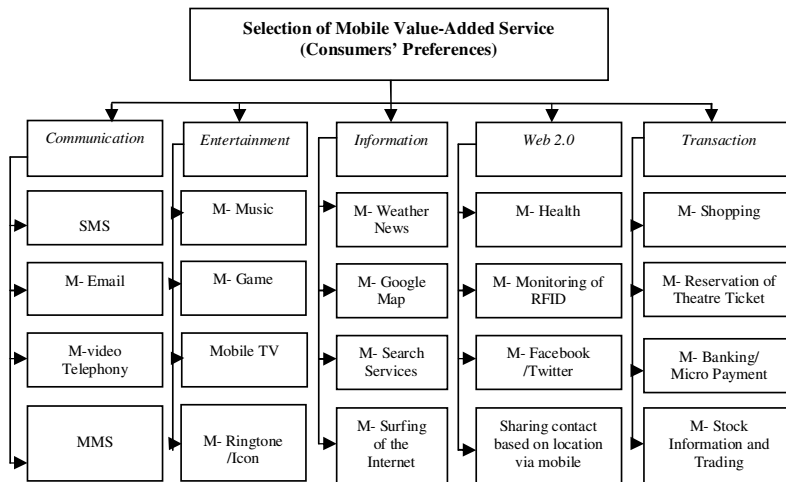 Selection of Mobile Value-Added Service
(Consumers' Preferences)
Communication
Entertainment
Information
Web 2.0
Transaction
SMS
M- Music
M- Weather
News
M- Health
M- Shopping
M- Email
M- Game
M- Google
Map
M- Monitoring of
RFID
M- Reservation of
Theatre Ticket
M-video
Telephony
Mobile TV
M- Search
Services
M- Facebook
/Twitter
M- Banking/
Micro Payment
MMS
M- Ringtone
/Icon
M- Surfing
of the
Internet
Sharing contact
based on location
via mobile
M- Stock
Information and
Trading